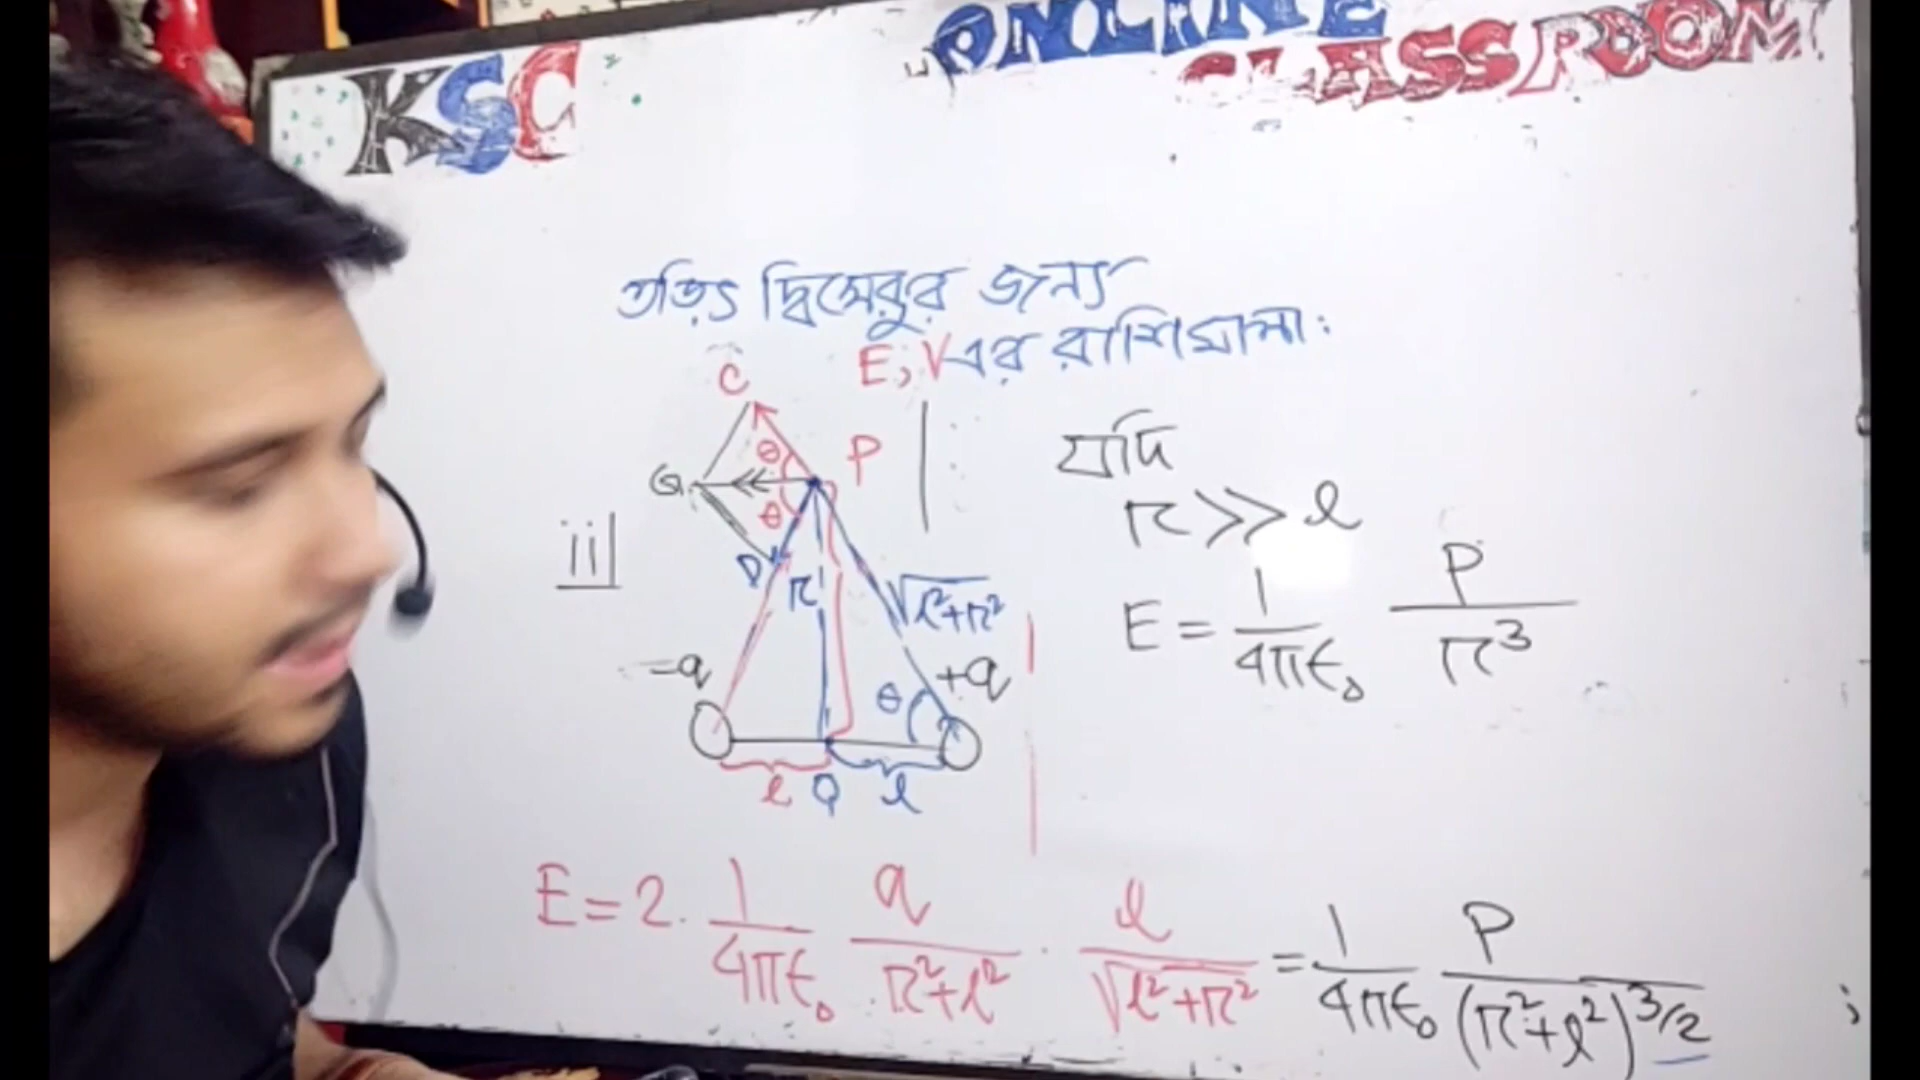 KSC
ONLINE
CLASSROOM
তড়িৎ দ্বিমেরুর জন্য
E, V এর রাশিমালা:
C
θ
P
G
θ
D
r
√l²+r²
-q
+q
θ
l
O
l
ii]
যদি
r >> l
E = 1/4πϵ₀ P/r³
E = 2. 1/4πϵ₀ q/r²+l² . l/√l²+r² = 1/4πϵ₀ P/(r²+l²)^3/2 ;